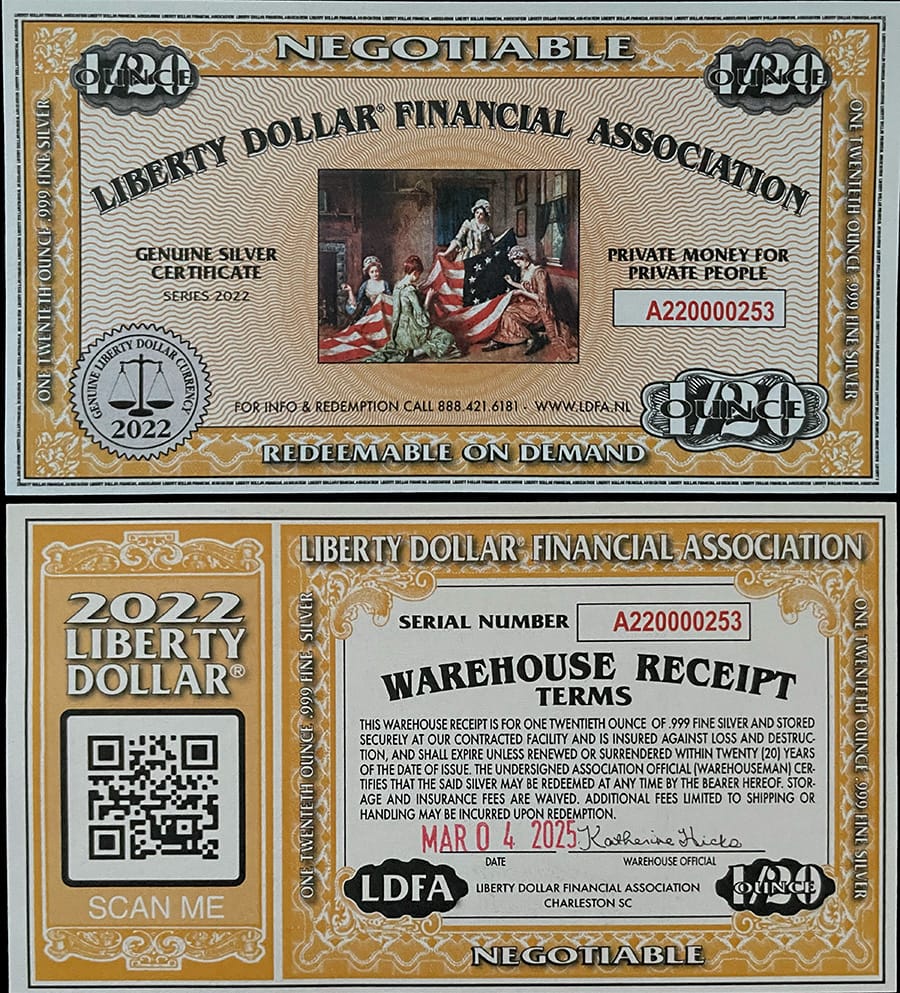 NEGOTIABLE
1/20
OUNCE
1/20
OUNCE
LIBERTY DOLLAR® FINANCIAL ASSOCIATION
ONE TWENTIETH OUNCE .999 FINE SILVER
ONE TWENTIETH OUNCE .999 FINE SILVER
GENUINE SILVER
CERTIFICATE
SERIES 2022
PRIVATE MONEY FOR
PRIVATE PEOPLE
A220000253
GENUINE LIBERTY DOLLAR CURRENCY
2022
FOR INFO & REDEMPTION CALL 888.421.6181 - WWW.LDFA.NL
1/20
OUNCE
REDEEMABLE ON DEMAND
2022
LIBERTY
DOLLAR®
SCAN ME
LIBERTY DOLLAR® FINANCIAL ASSOCIATION
ONE TWENTIETH OUNCE .999 FINE SILVER
ONE TWENTIETH OUNCE .999 FINE SILVER
SERIAL NUMBER A220000253
WAREHOUSE RECEIPT
TERMS
THIS WAREHOUSE RECEIPT IS FOR ONE TWENTIETH OUNCE OF .999 FINE SILVER AND STORED
SECURELY AT OUR CONTRACTED FACILITY AND IS INSURED AGAINST LOSS AND DESTRUC-
TION, AND SHALL EXPIRE UNLESS RENEWED OR SURRENDERED WITHIN TWENTY (20) YEARS
OF THE DATE OF ISSUE. THE UNDERSIGNED ASSOCIATION OFFICIAL (WAREHOUSEMAN) CER-
TIFIES THAT THE SAID SILVER MAY BE REDEEMED AT ANY TIME BY THE BEARER HEREOF. STOR-
AGE AND INSURANCE FEES ARE WAIVED. ADDITIONAL FEES LIMITED TO SHIPPING OR
HANDLING MAY BE INCURRED UPON REDEMPTION.
MAR 04 2025 Katherine Hicks
DATE WAREHOUSE OFFICIAL
LDFA
LIBERTY DOLLAR FINANCIAL ASSOCIATION
CHARLESTON SC
1/20
OUNCE
NEGOTIABLE